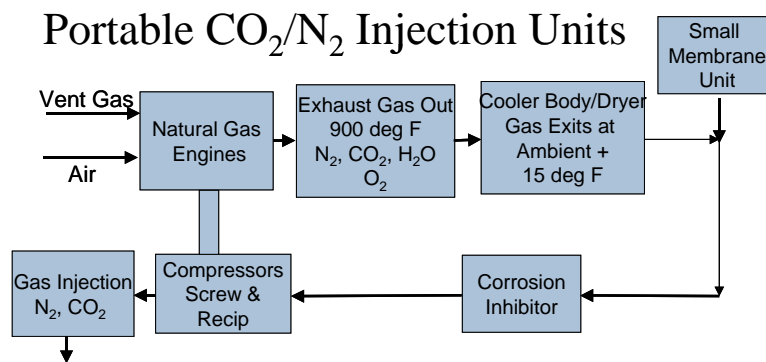 Portable CO₂/N₂ Injection Units
Small
Membrane
Unit
Vent Gas
Air
Natural Gas
Engines
Exhaust Gas Out
900 deg F
N₂, CO₂, H₂O
O₂
Cooler Body/Dryer
Gas Exits at
Ambient +
15 deg F
Gas Injection
N₂, CO₂
Compressors
Screw &
Recip
Corrosion
Inhibitor